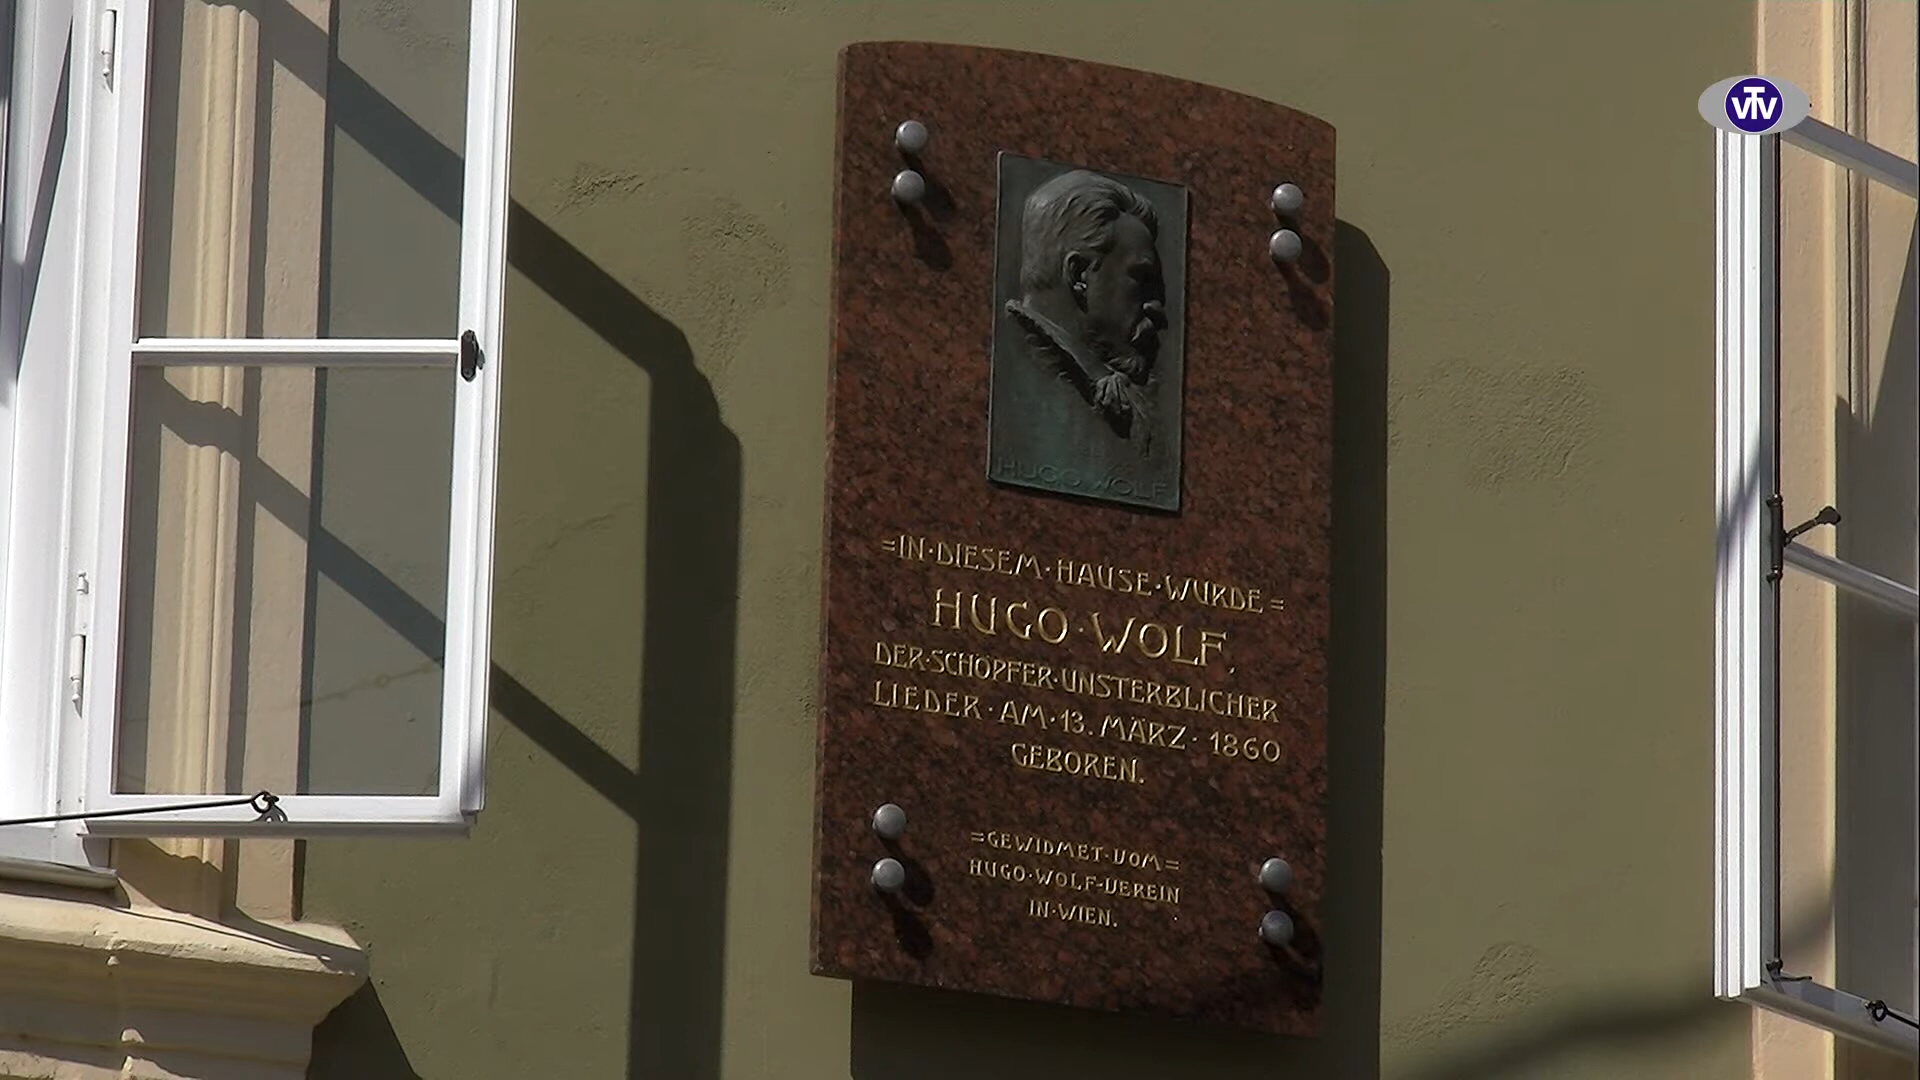 VTV
HUGO WOLF
=IN·DIESEM·HAUSE·WURDE=
HUGO·WOLF,
DER·SCHÖPFER·UNSTERBLICHER
LIEDER·AM·13.MÄRZ·1860
GEBOREN.
=GEWIDMET·VOM=
HUGO·WOLF-VEREIN
IN·WIEN.